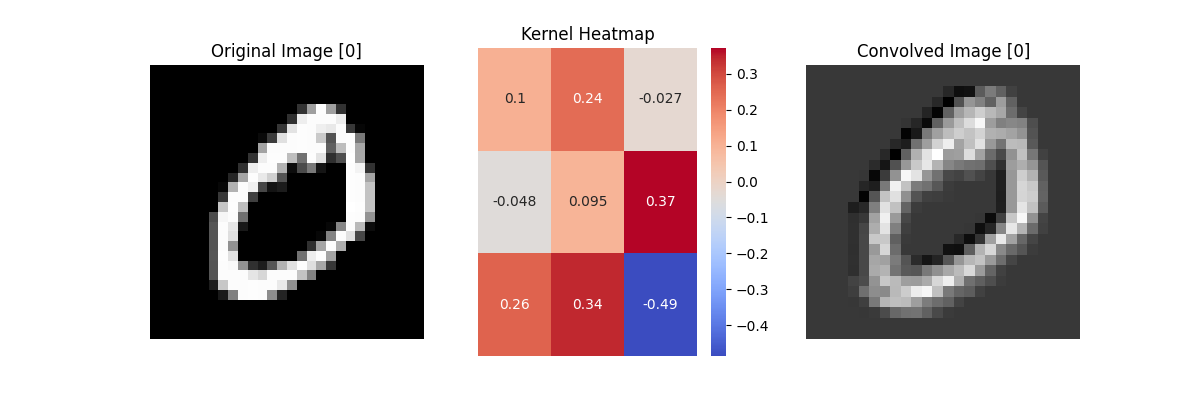 Original Image [0]
Kernel Heatmap
Convolved Image [0]
0.1 0.24 -0.027
-0.048 0.095 0.37
0.26 0.34 -0.49
0.3
0.2
0.1
0.0
−0.1
−0.2
−0.3
−0.4